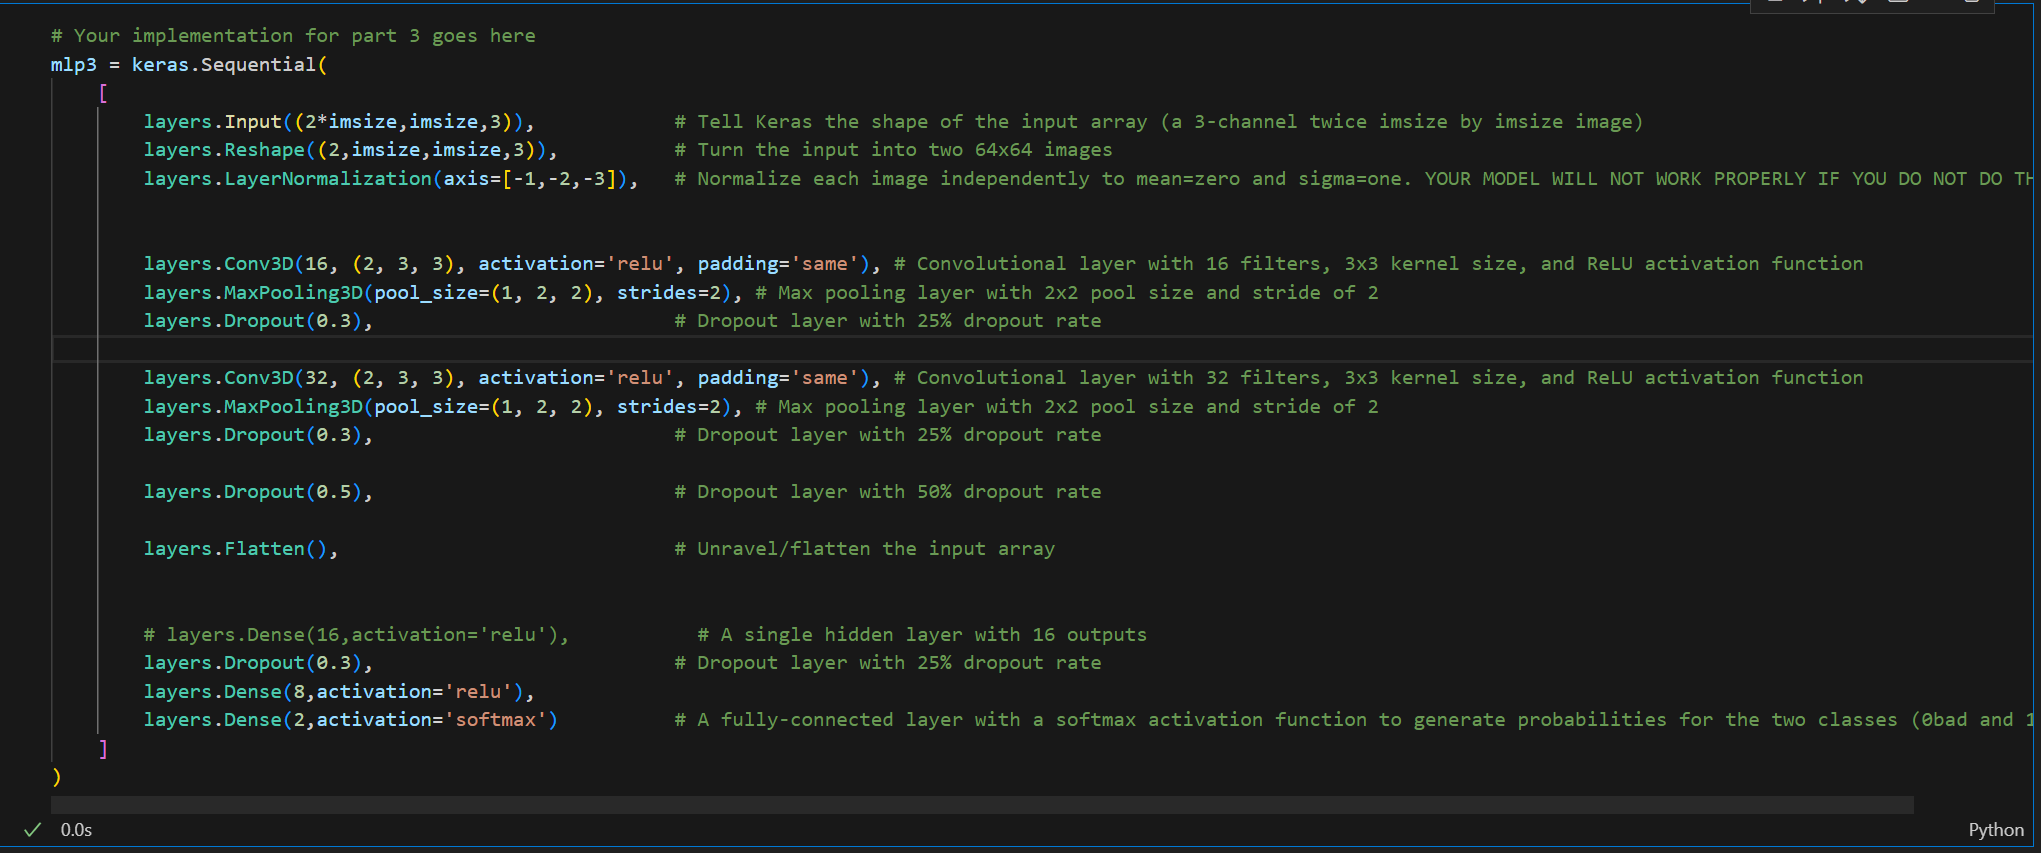 # Your implementation for part 3 goes here
mlp3 = keras.Sequential(
[
layers.Input((2*imsize,imsize,3)), # Tell Keras the shape of the input array (a 3-channel twice imsize by imsize image)
layers.Reshape((2,imsize,imsize,3)), # Turn the input into two 64x64 images
layers.LayerNormalization(axis=[-1,-2,-3]), # Normalize each image independently to mean=zero and sigma=one. YOUR MODEL WILL NOT WORK PROPERLY IF YOU DO NOT DO TH
layers.Conv3D(16, (2, 3, 3), activation='relu', padding='same'), # Convolutional layer with 16 filters, 3x3 kernel size, and ReLU activation function
layers.MaxPooling3D(pool_size=(1, 2, 2), strides=2), # Max pooling layer with 2x2 pool size and stride of 2
layers.Dropout(0.3), # Dropout layer with 25% dropout rate
layers.Conv3D(32, (2, 3, 3), activation='relu', padding='same'), # Convolutional layer with 32 filters, 3x3 kernel size, and ReLU activation function
layers.MaxPooling3D(pool_size=(1, 2, 2), strides=2), # Max pooling layer with 2x2 pool size and stride of 2
layers.Dropout(0.3), # Dropout layer with 25% dropout rate
layers.Dropout(0.5), # Dropout layer with 50% dropout rate
layers.Flatten(), # Unravel/flatten the input array
# layers.Dense(16,activation='relu'), # A single hidden layer with 16 outputs
layers.Dropout(0.3), # Dropout layer with 25% dropout rate
layers.Dense(8,activation='relu'),
layers.Dense(2,activation='softmax') # A fully-connected layer with a softmax activation function to generate probabilities for the two classes (0bad and 1
]
)
0.0s
Python